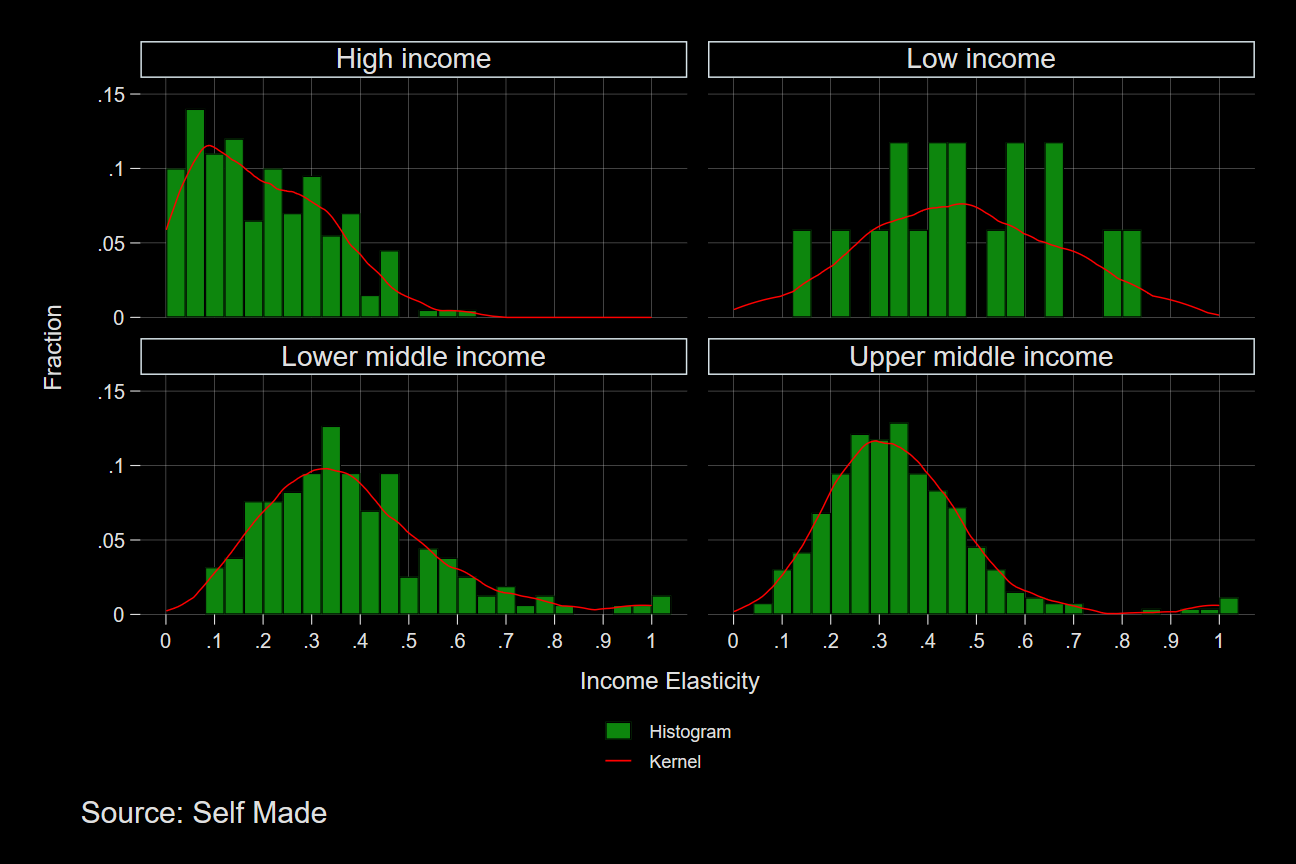 High income
Low income
.15
.1
.05
0
Lower middle income
Upper middle income
.15
.1
.05
0
0 .1 .2 .3 .4 .5 .6 .7 .8 .9 1
0 .1 .2 .3 .4 .5 .6 .7 .8 .9 1
Fraction
Income Elasticity
Histogram
Kernel
Source: Self Made